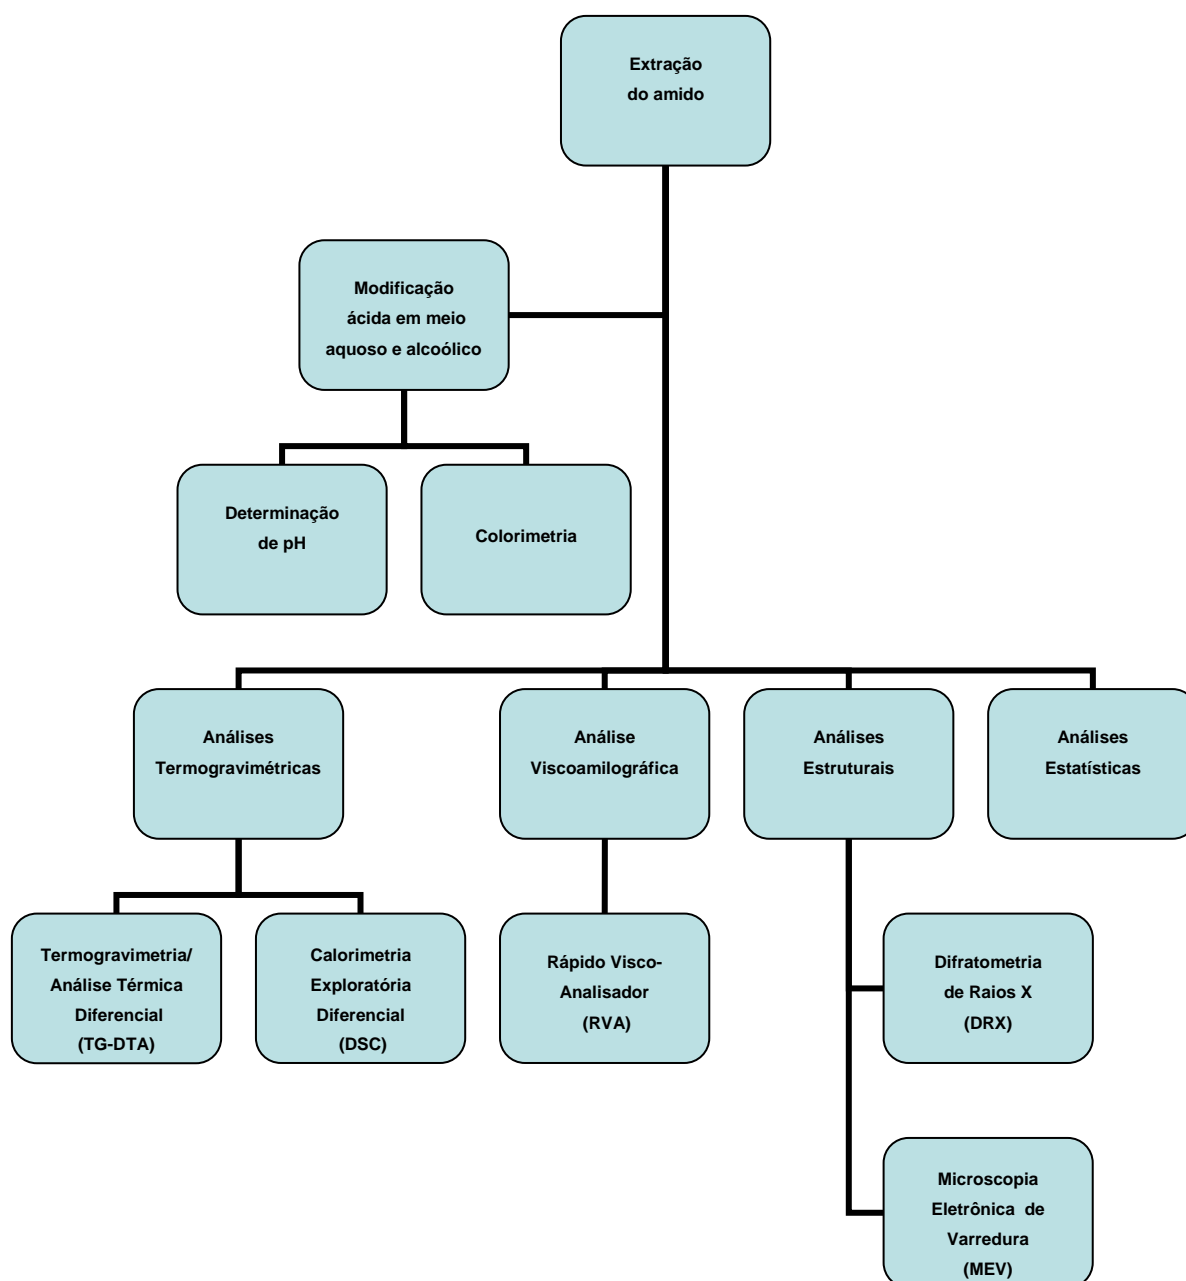 Extração
do amido
Modificação
ácida em meio
aquoso e alcoólico
Determinação
de pH
Colorimetria
Análises
Termogravimétricas
Análise
Viscoamilográfica
Análises
Estruturais
Análises
Estatísticas
Termogravimetria/
Análise Térmica
Diferencial
(TG-DTA)
Calorimetria
Exploratória
Diferencial
(DSC)
Rápido Visco-
Analisador
(RVA)
Difratometria
de Raios X
(DRX)
Microscopia
Eletrônica de
Varredura
(MEV)